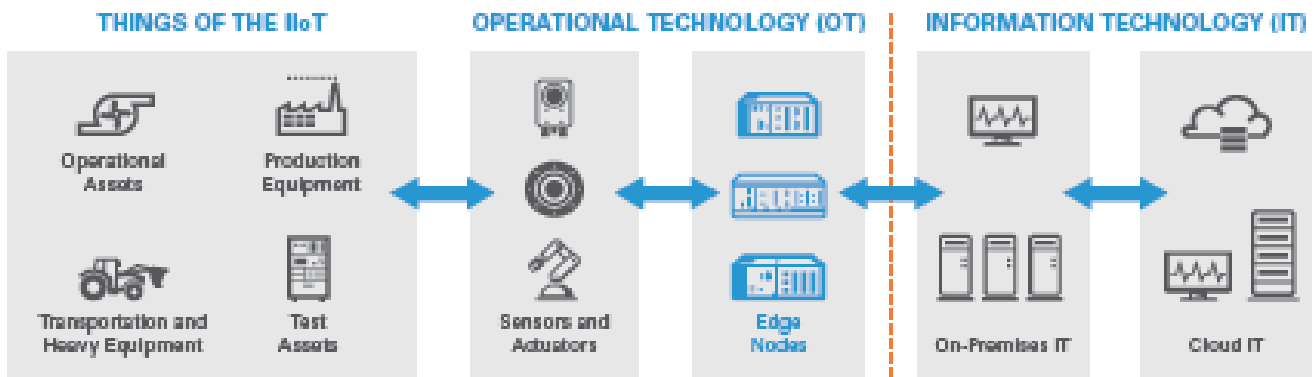 THINGS OF THE IIoT
OPERATIONAL TECHNOLOGY (OT)
INFORMATION TECHNOLOGY (IT)
Operational
Assets
Production
Equipment
Transportation and
Heavy Equipment
Test
Assets
Sensors and
Actuators
Edge
Nodes
On-Premises IT
Cloud IT